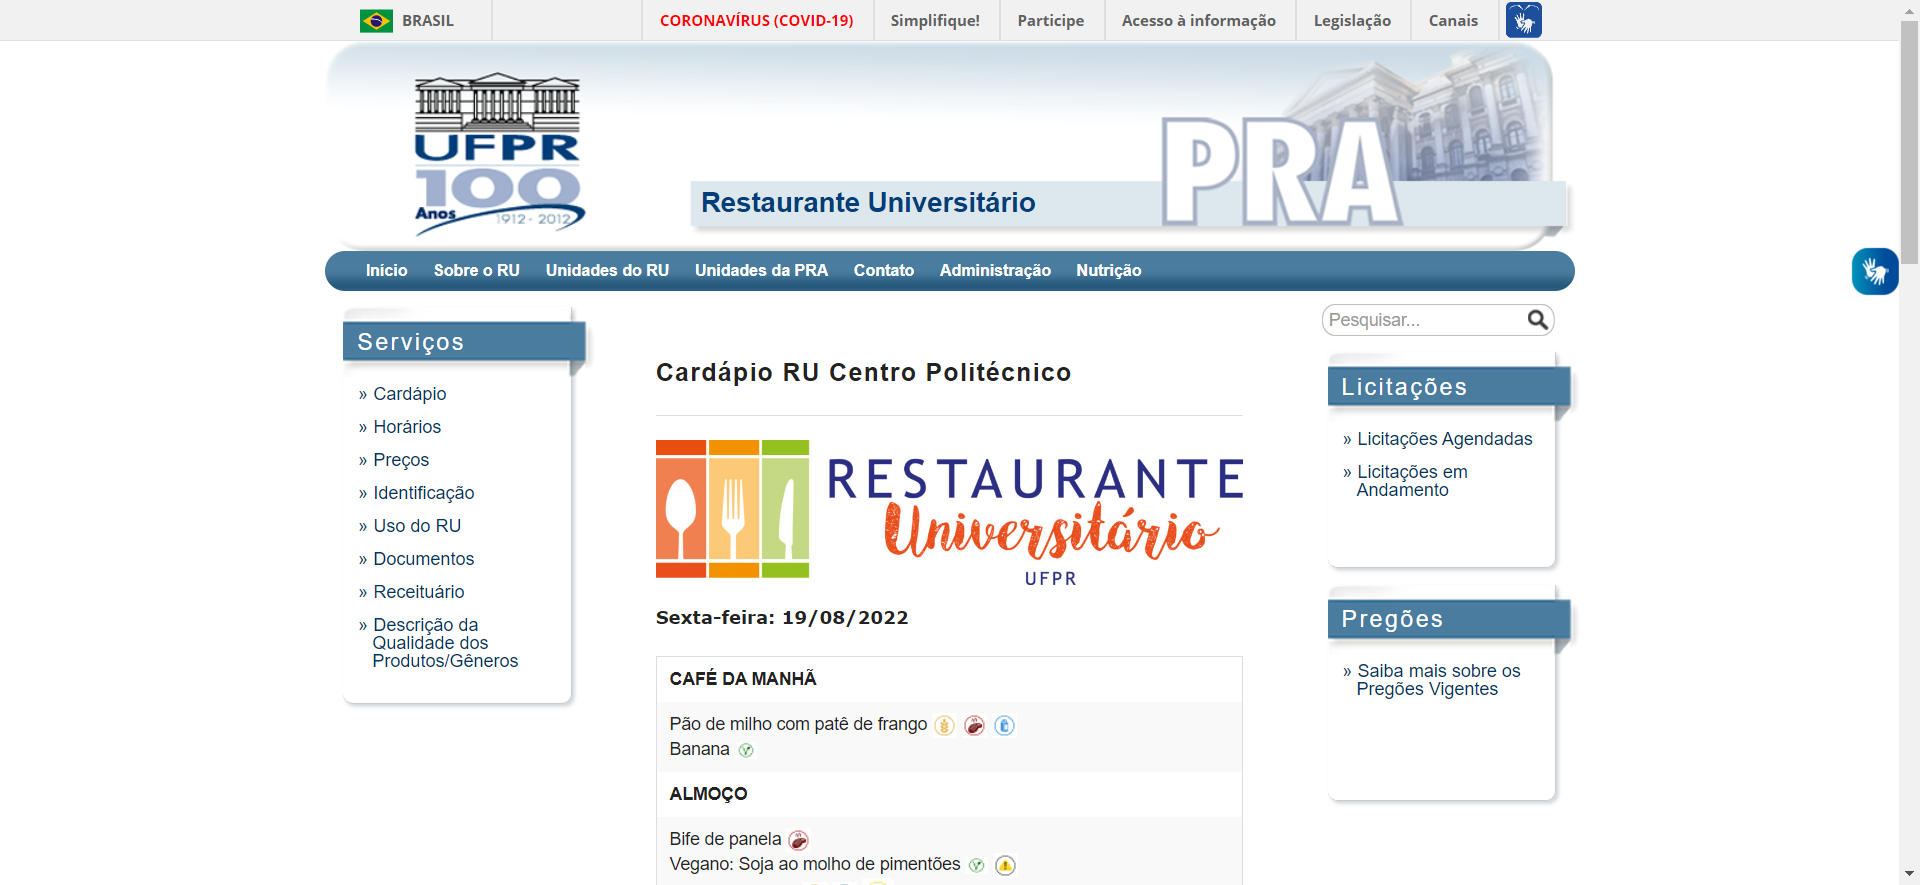 BRASIL
CORONAVÍRUS (COVID-19)
Simplifique!
Participe
Acesso à informação
Legislação
Canais
UFPR
100
Anos
1912 - 2012
PRA
Restaurante Universitário
Início
Sobre o RU
Unidades do RU
Unidades da PRA
Contato
Administração
Nutrição
Serviços
» Cardápio
» Horários
» Preços
» Identificação
» Uso do RU
» Documentos
» Receituário
» Descrição da
Qualidade dos
Produtos/Gêneros
Cardápio RU Centro Politécnico
RESTAURANTE
Universitário
UFPR
Sexta-feira: 19/08/2022
CAFÉ DA MANHÃ
Pão de milho com patê de frango
Banana
ALMOÇO
Bife de panela
Vegano: Soja ao molho de pimentões
Pesquisar...
Licitações
» Licitações Agendadas
» Licitações em
Andamento
Pregões
» Saiba mais sobre os
Pregões Vigentes